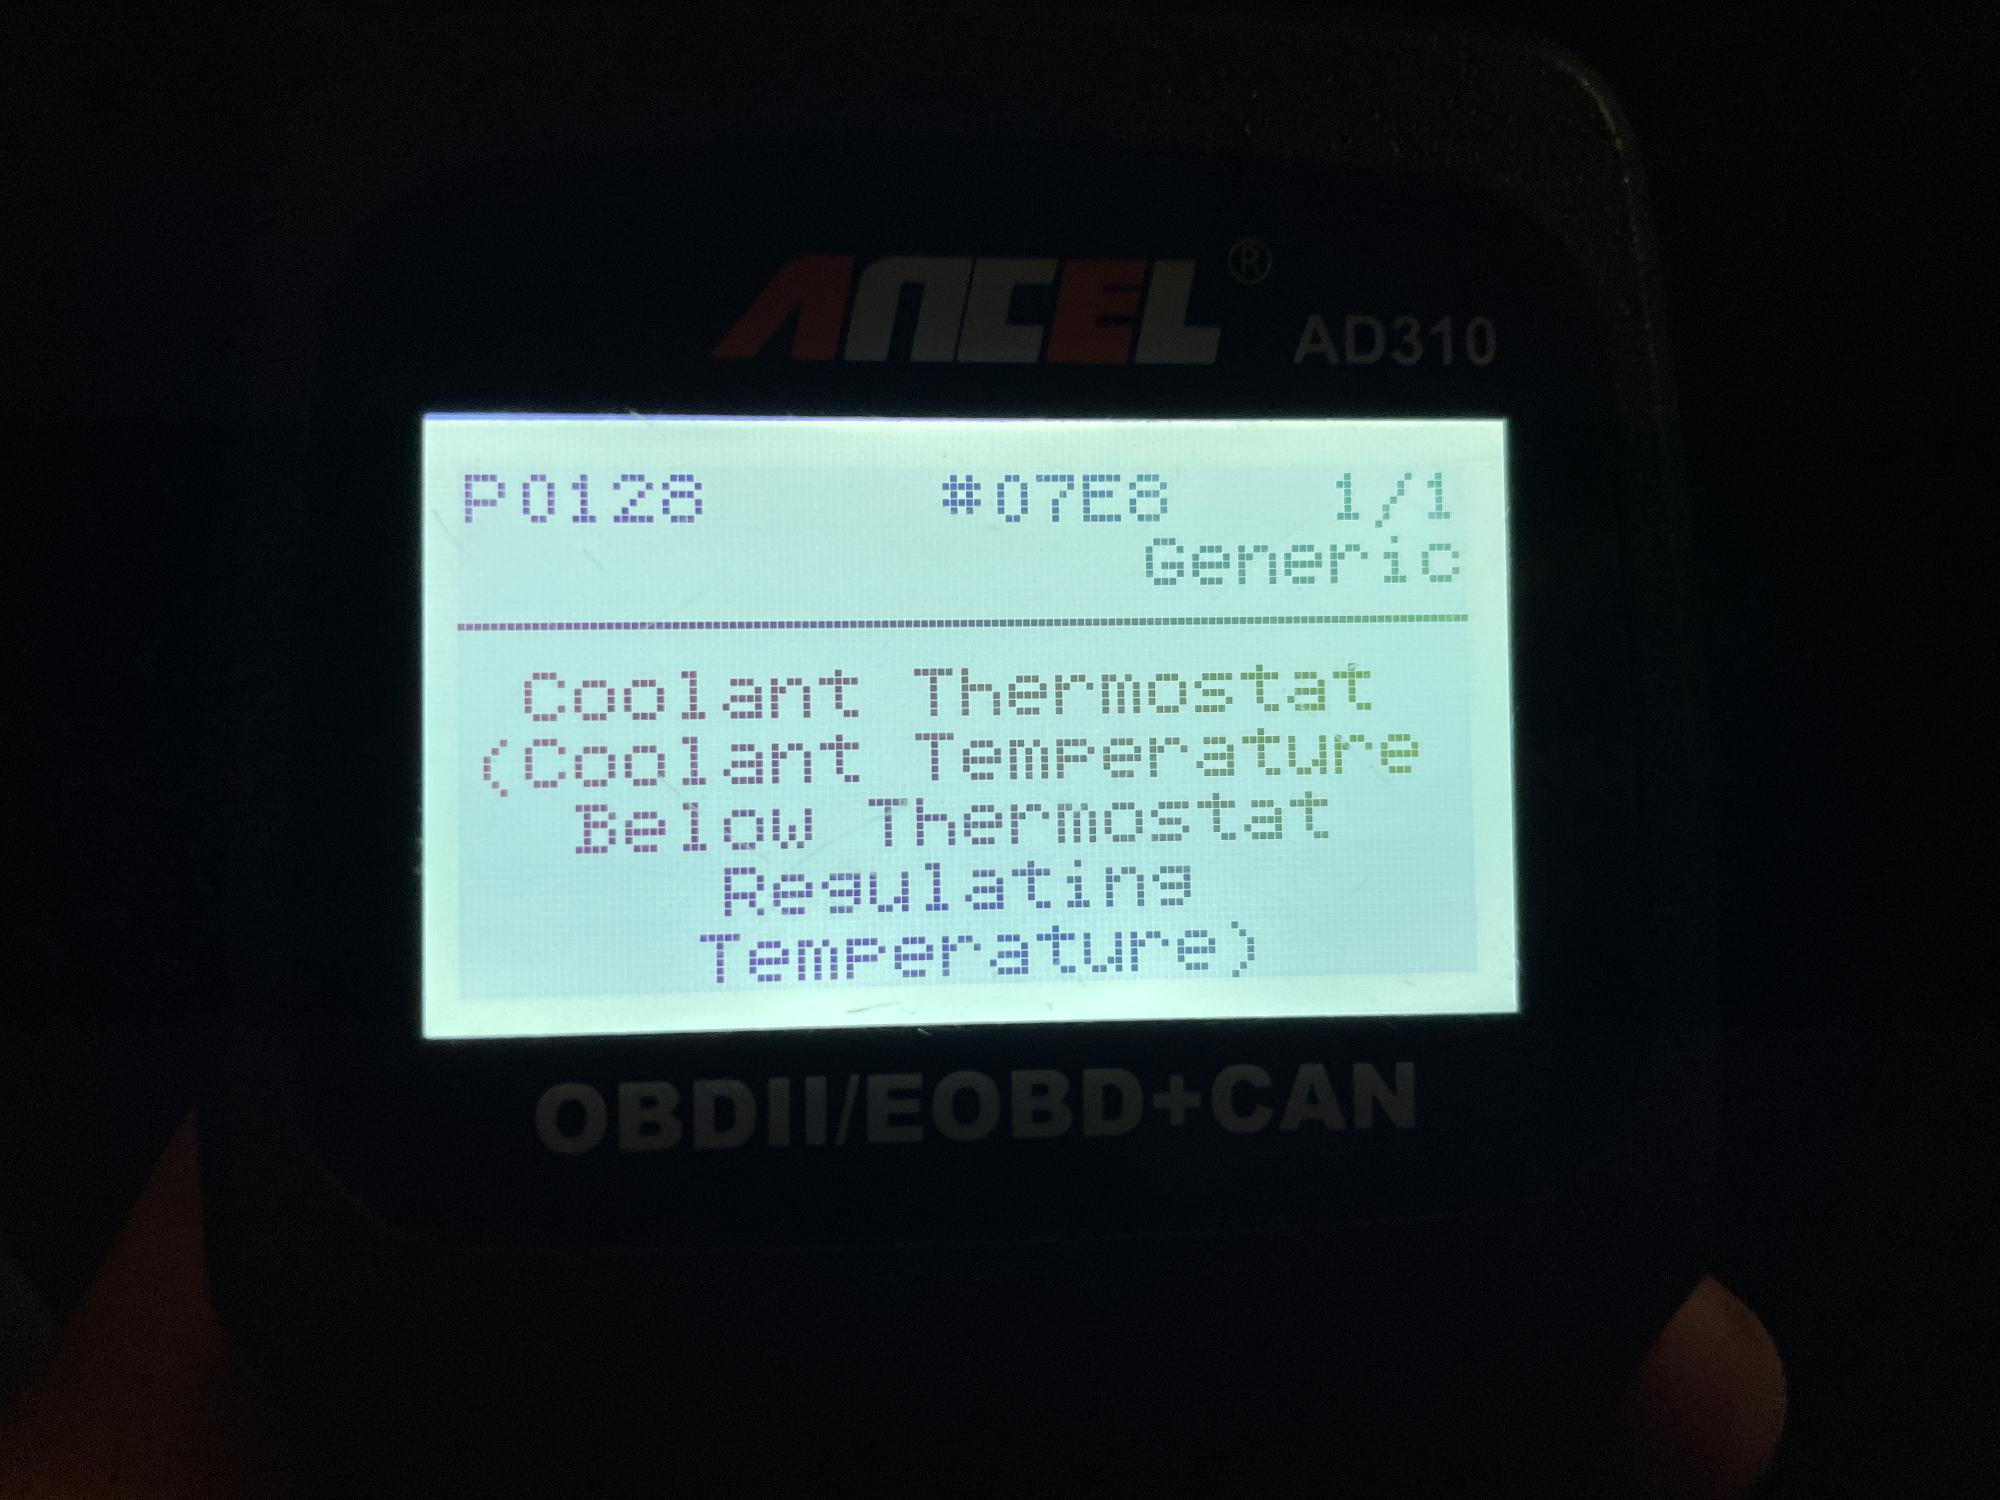 ANCEL®
AD310
P0128 #07E8 1/1
Generic
Coolant Thermostat
(Coolant Temperature
Below Thermostat
Regulating
Temperature)
OBDII/EOBD+CAN